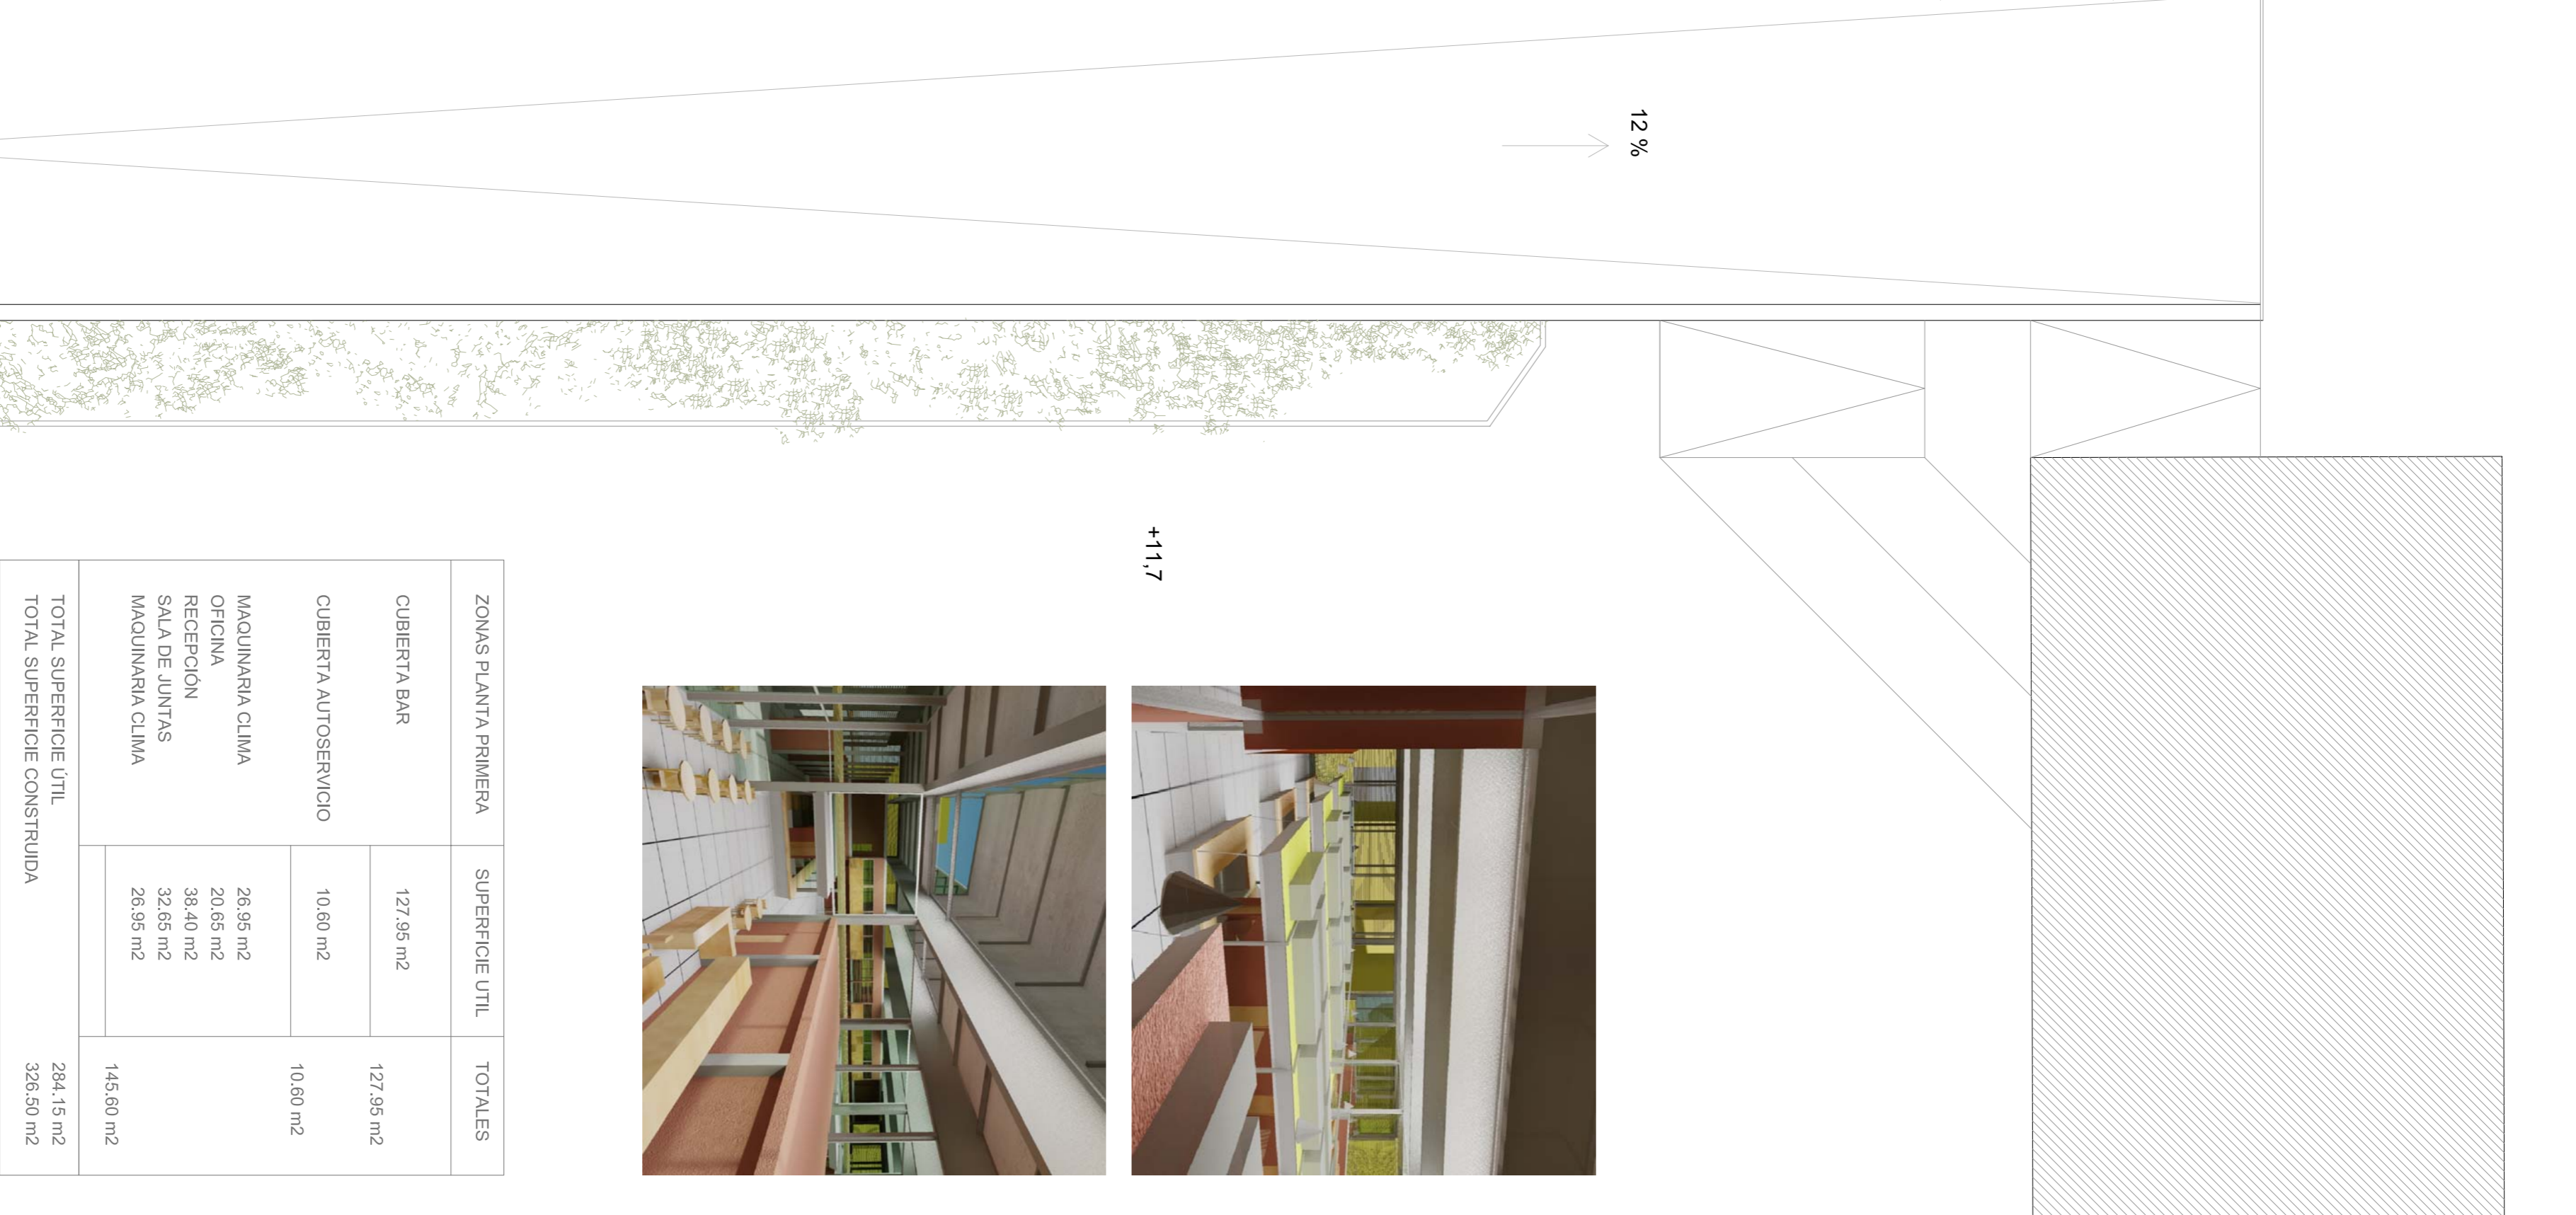 12 %
+11,7
ZONAS PLANTA PRIMERA SUPERFICIE UTIL TOTALES
CUBIERTA BAR 127.95 m2
127.95 m2
CUBIERTA AUTOSERVICIO 10.60 m2
10.60 m2
MAQUINARIA CLIMA 26.95 m2
OFICINA 20.65 m2
RECEPCIÓN 38.40 m2
SALA DE JUNTAS 32.65 m2
MAQUINARIA CLIMA 26.95 m2
145.60 m2
TOTAL SUPERFICIE ÚTIL 284.15 m2
TOTAL SUPERFICIE CONSTRUIDA 326.50 m2